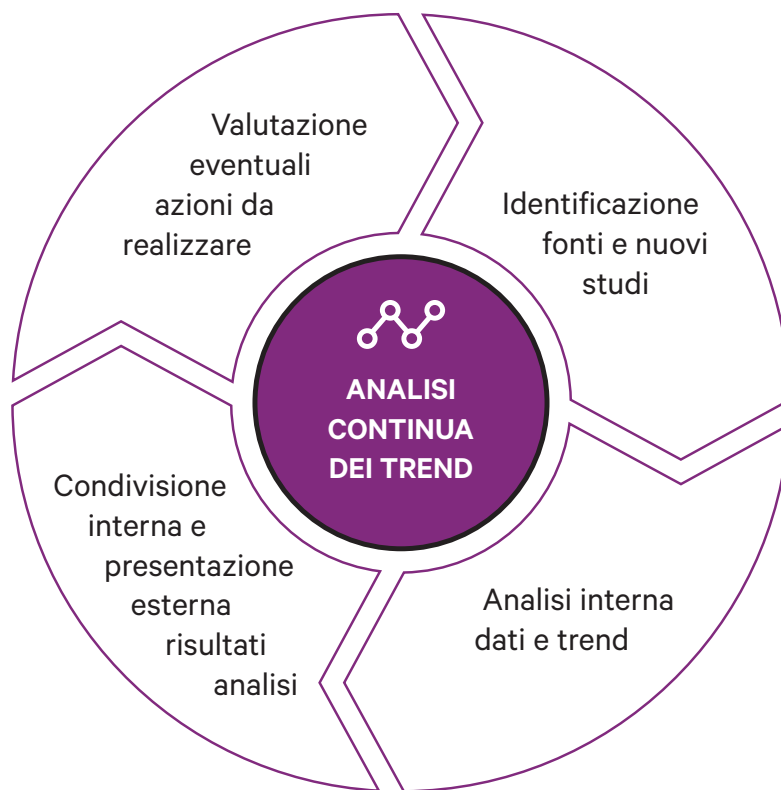 Valutazione
eventuali
azioni da
realizzare
Identificazione
fonti e nuovi
studi
ANALISI
CONTINUA
DEI TREND
Condivisione
interna e
presentazione
esterna
risultati
analisi
Analisi interna
dati e trend